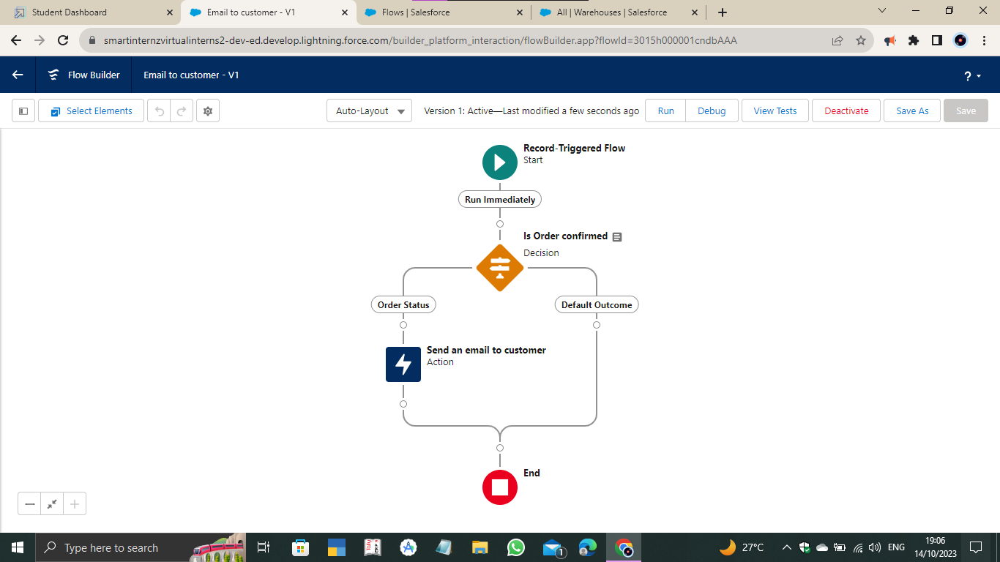 Student Dashboard
Email to customer - V1
Flows | Salesforce
All | Warehouses | Salesforce
smartinternzvirtualinterns2-dev-ed.develop.lightning.force.com/builder_platform_interaction/flowBuilder.app?flowId=3015h000001cndbAAA
Flow Builder
Email to customer - V1
?
Select Elements
Auto-Layout
Version 1: Active—Last modified a few seconds ago
Run
Debug
View Tests
Deactivate
Save As
Save
Record-Triggered Flow
Start
Run Immediately
Is Order confirmed
Decision
Order Status
Default Outcome
Send an email to customer
Action
End
Type here to search
1
27°C
ENG
19:06
14/10/2023